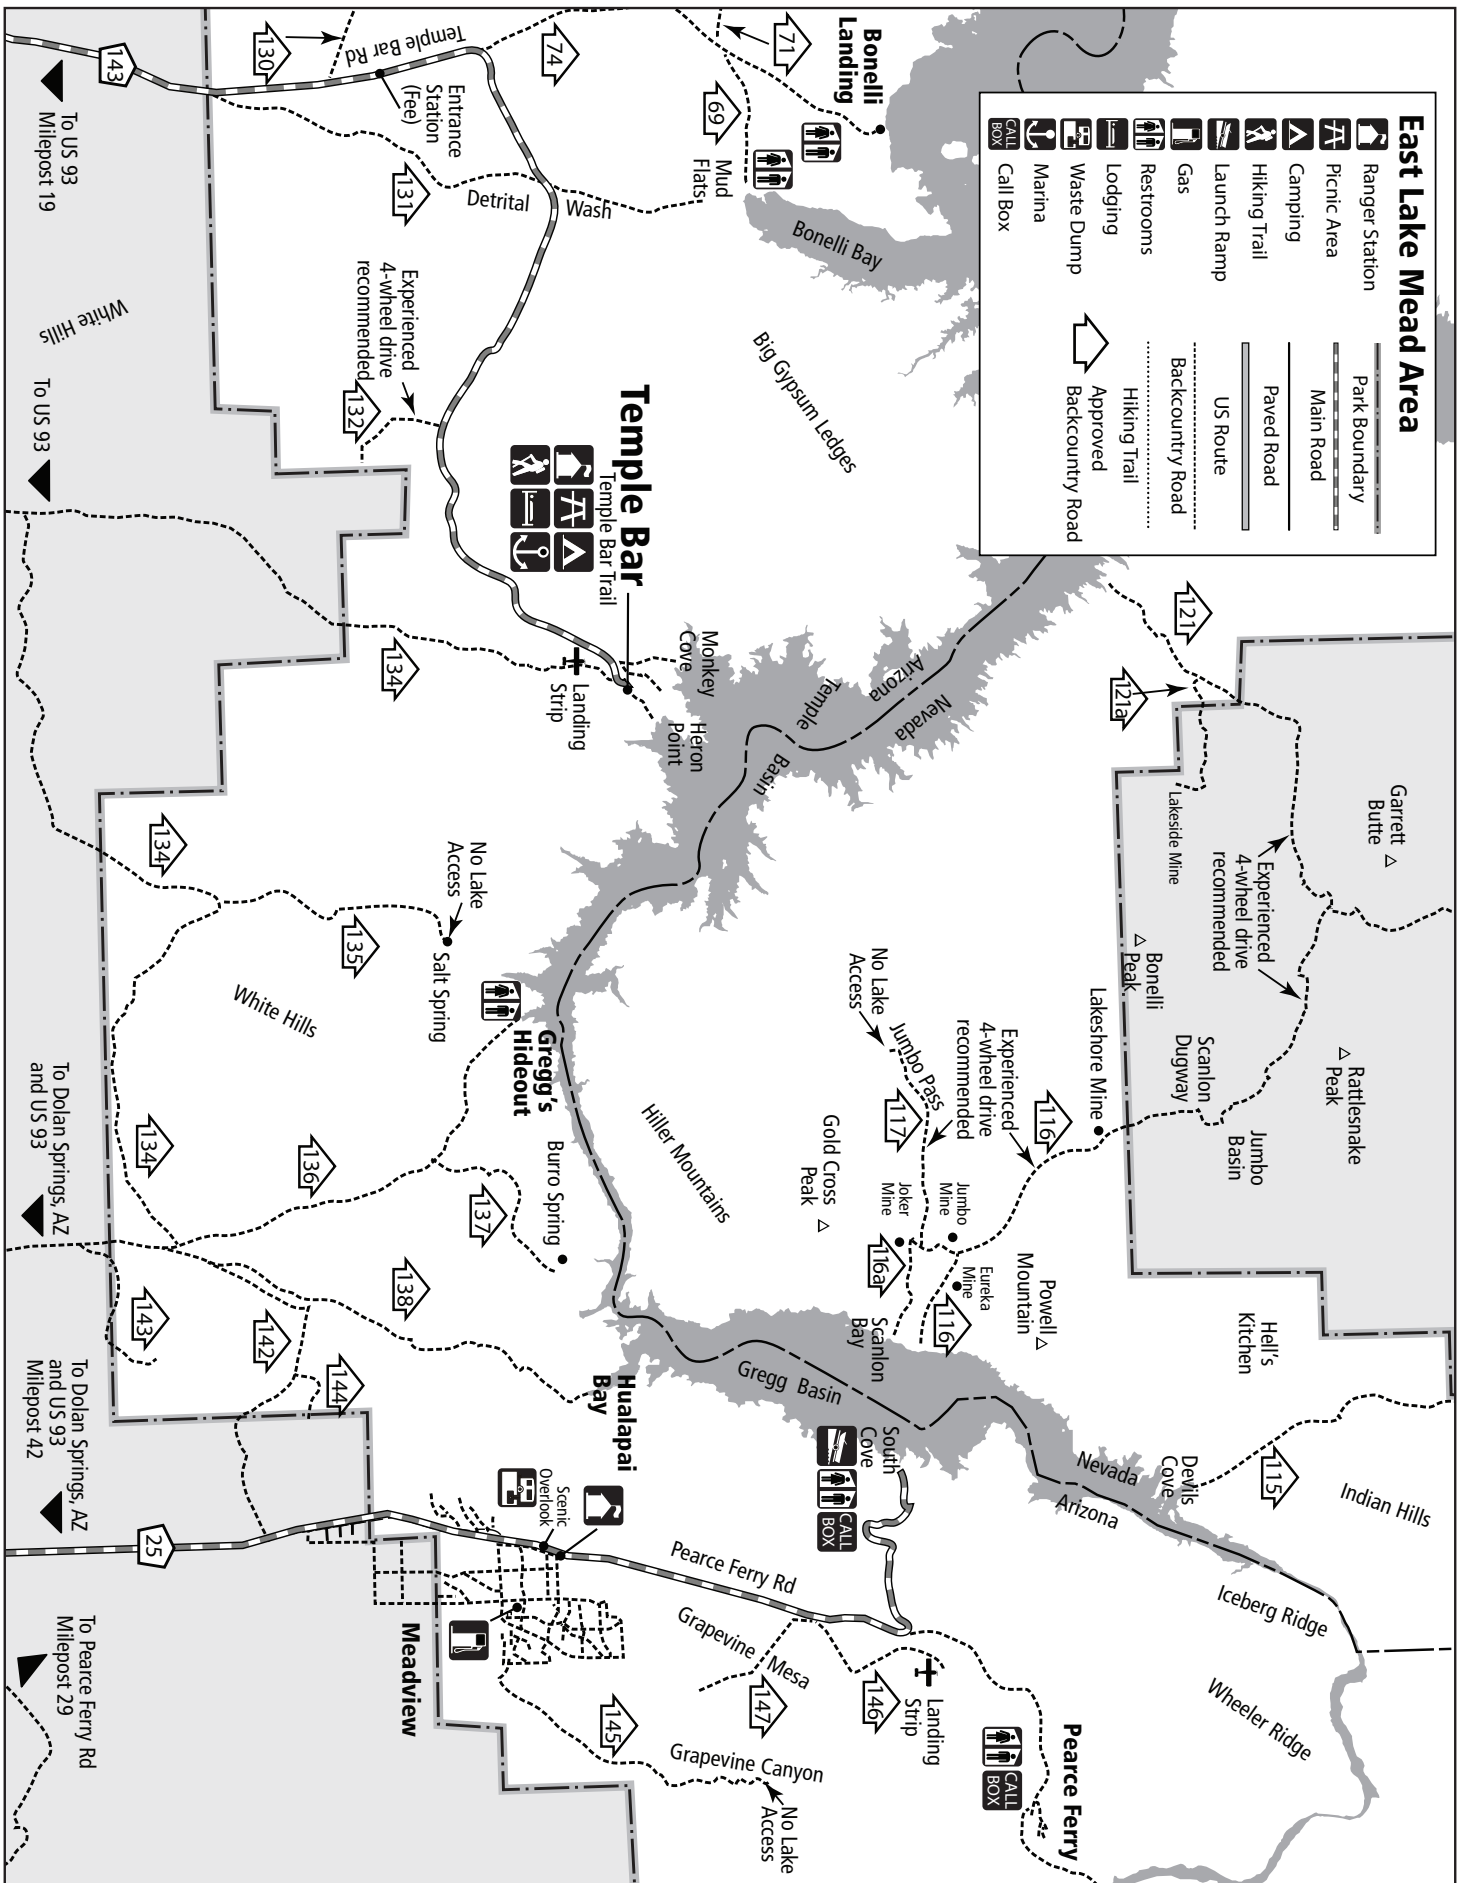 East Lake Mead Area
Ranger Station
Picnic Area
Camping
Hiking Trail
Launch Ramp
Gas
Restrooms
Lodging
Waste Dump
Marina
CALL
BOX
Call Box
Park Boundary
Main Road
Paved Road
US Route
Backcountry Road
Hiking Trail
Approved
Backcountry Road
121
121a
Lakeside Mine
Garrett
Butte
Experienced
4-wheel drive
recommended
Bonelli
Peak
Rattlesnake
Peak
Scanlon
Dugway
Jumbo
Basin
Lakeshore Mine
Hell's
Kitchen
Indian Hills
115
Devils
Cove
Nevada
Arizona
Iceberg Ridge
Wheeler Ridge
Bonelli
Landing
71
69
Mud
Flats
Bonelli Bay
Big Gypsum Ledges
Arizona
Nevada
Temple
Basin
No Lake
Access
Jumbo Pass
Experienced
4-wheel drive
recommended
116
117
Jumbo
Mine
Joker
Mine
Eureka
Mine
116a
116
Powell
Mountain
Gold Cross
Peak
Hiller Mountains
Scanlon
Bay
Gregg Basin
South
Cove
CALL
BOX
Pearce Ferry
CALL
BOX
74
Temple Bar Rd
130
143
Entrance
Station
(Fee)
131
Detrital
Wash
Experienced
4-wheel drive
recommended
132
Temple Bar
Temple Bar Trail
Monkey
Cove
Heron
Point
Landing
Strip
134
134
No Lake
Access
Salt Spring
135
White Hills
Gregg's
Hideout
Burro Spring
137
136
134
138
143
142
144
Hualapai
Bay
Scenic
Overlook
Pearce Ferry Rd
Grapevine
Mesa
147
146
Landing
Strip
145
Grapevine Canyon
No Lake
Access
Meadview
25
White Hills
To US 93
Milepost 19
To US 93
To Dolan Springs, AZ
and US 93
To Dolan Springs, AZ
and US 93
Milepost 42
To Pearce Ferry Rd
Milepost 29